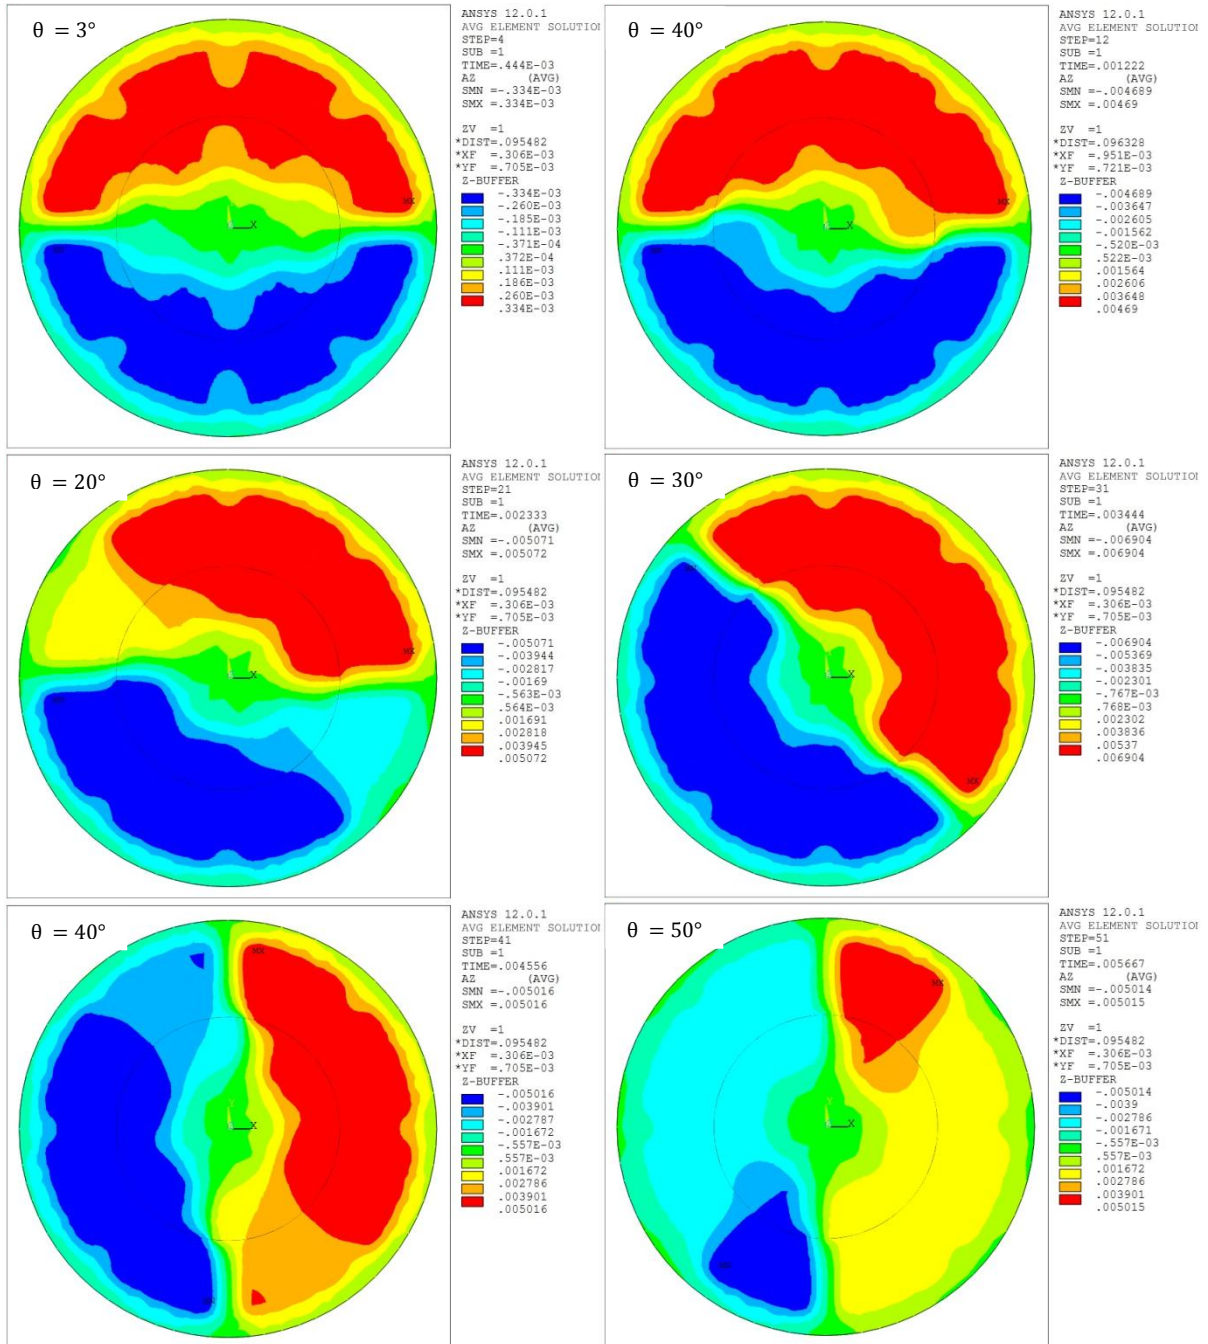 θ = 3°
ANSYS 12.0.1
AVG ELEMENT SOLUTION
STEP=4
SUB =1
TIME=.444E-03
AZ (AVG)
SMN =-.334E-03
SMX =.334E-03
ZV =1
*DIST=.095482
*XF =.306E-03
*YF =.705E-03
Z-BUFFER
-.334E-03
-.260E-03
-.185E-03
-.111E-03
-.371E-04
.372E-04
.111E-03
.186E-03
.260E-03
.334E-03
MX
X
θ = 40°
ANSYS 12.0.1
AVG ELEMENT SOLUTION
STEP=12
SUB =1
TIME=.001222
AZ (AVG)
SMN =-.004689
SMX =.00469
ZV =1
*DIST=.096328
*XF =.951E-03
*YF =.721E-03
Z-BUFFER
-.004689
-.003647
-.002605
-.001562
-.520E-03
.522E-03
.001564
.002606
.003648
.00469
MX
X
θ = 20°
ANSYS 12.0.1
AVG ELEMENT SOLUTION
STEP=21
SUB =1
TIME=.002333
AZ (AVG)
SMN =-.005071
SMX =.005072
ZV =1
*DIST=.095482
*XF =.306E-03
*YF =.705E-03
Z-BUFFER
-.005071
-.003944
-.002817
-.00169
-.563E-03
.564E-03
.001691
.002818
.003945
.005072
MX
X
θ = 30°
ANSYS 12.0.1
AVG ELEMENT SOLUTION
STEP=31
SUB =1
TIME=.003444
AZ (AVG)
SMN =-.006904
SMX =.006904
ZV =1
*DIST=.095482
*XF =.306E-03
*YF =.705E-03
Z-BUFFER
-.006904
-.005369
-.003835
-.002301
-.767E-03
.768E-03
.002302
.003836
.00537
.006904
MX
X
θ = 40°
ANSYS 12.0.1
AVG ELEMENT SOLUTION
STEP=41
SUB =1
TIME=.004556
AZ (AVG)
SMN =-.005016
SMX =.005016
ZV =1
*DIST=.095482
*XF =.306E-03
*YF =.705E-03
Z-BUFFER
-.005016
-.003901
-.002787
-.001672
-.557E-03
.557E-03
.001672
.002786
.003901
.005016
MX
Y
X
θ = 50°
ANSYS 12.0.1
AVG ELEMENT SOLUTION
STEP=51
SUB =1
TIME=.005667
AZ (AVG)
SMN =-.005014
SMX =.005015
ZV =1
*DIST=.095482
*XF =.306E-03
*YF =.705E-03
Z-BUFFER
-.005014
-.0039
-.002786
-.001671
-.557E-03
.557E-03
.001672
.002786
.003901
.005015
MX
Y
X